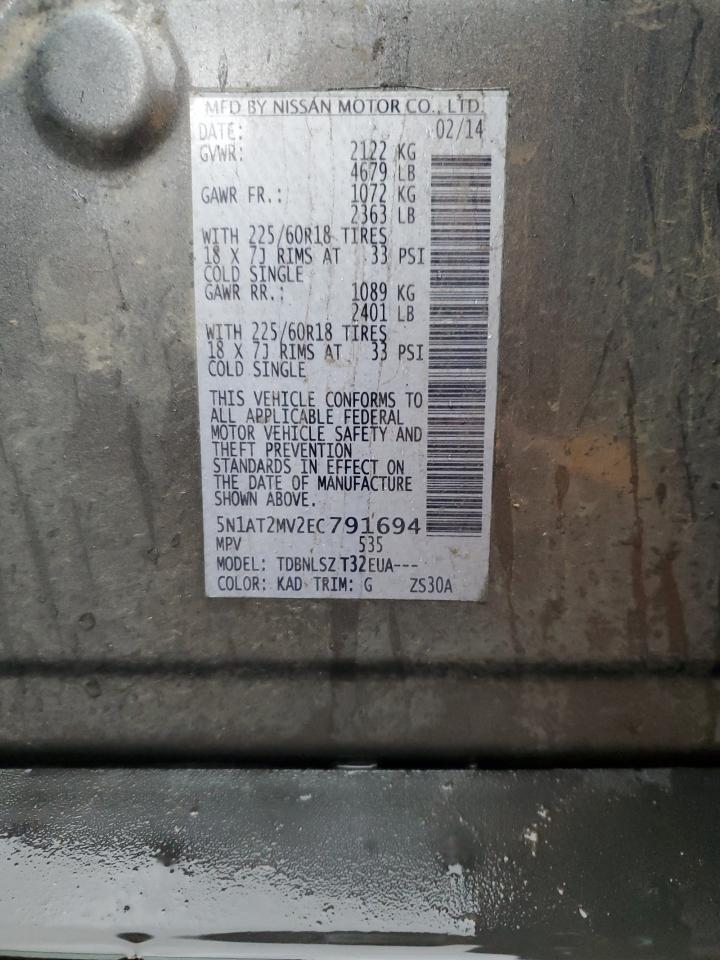 MFD BY NISSAN MOTOR CO., LTD.
DATE: 02/14
GVWR: 2122 KG
4679 LB
GAWR FR.: 1072 KG
2363 LB
WITH 225/60R18 TIRES
18 X 7J RIMS AT 33 PSI
COLD SINGLE
GAWR RR.: 1089 KG
2401 LB
WITH 225/60R18 TIRES
18 X 7J RIMS AT 33 PSI
COLD SINGLE
THIS VEHICLE CONFORMS TO
ALL APPLICABLE FEDERAL
MOTOR VEHICLE SAFETY AND
THEFT PREVENTION
STANDARDS IN EFFECT ON
THE DATE OF MANUFACTURE
SHOWN ABOVE.
5N1AT2MV2EC791694
MPV 535
MODEL: TDBNLSZ T32EUA---
COLOR: KAD TRIM: G ZS30A